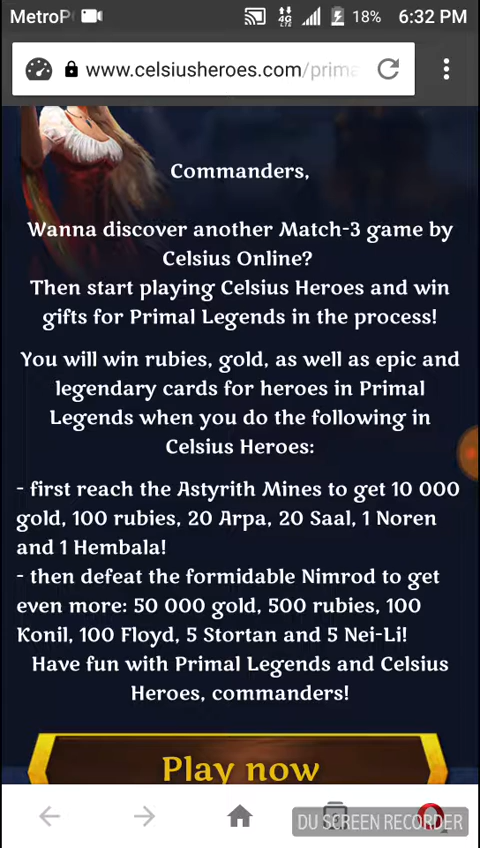 MetroP
4G
LTE
18% 6:32 PM
www.celsiusheroes.com/prima
Commanders,
Wanna discover another Match-3 game by
Celsius Online?
Then start playing Celsius Heroes and win
gifts for Primal Legends in the process!
You will win rubies, gold, as well as epic and
legendary cards for heroes in Primal
Legends when you do the following in
Celsius Heroes:
- first reach the Astyrith Mines to get 10 000
gold, 100 rubies, 20 Arpa, 20 Saal, 1 Noren
and 1 Hembala!
- then defeat the formidable Nimrod to get
even more: 50 000 gold, 500 rubies, 100
Konil, 100 Floyd, 5 Stortan and 5 Nei-Li!
Have fun with Primal Legends and Celsius
Heroes, commanders!
Play now
DU SCREEN RECORDER